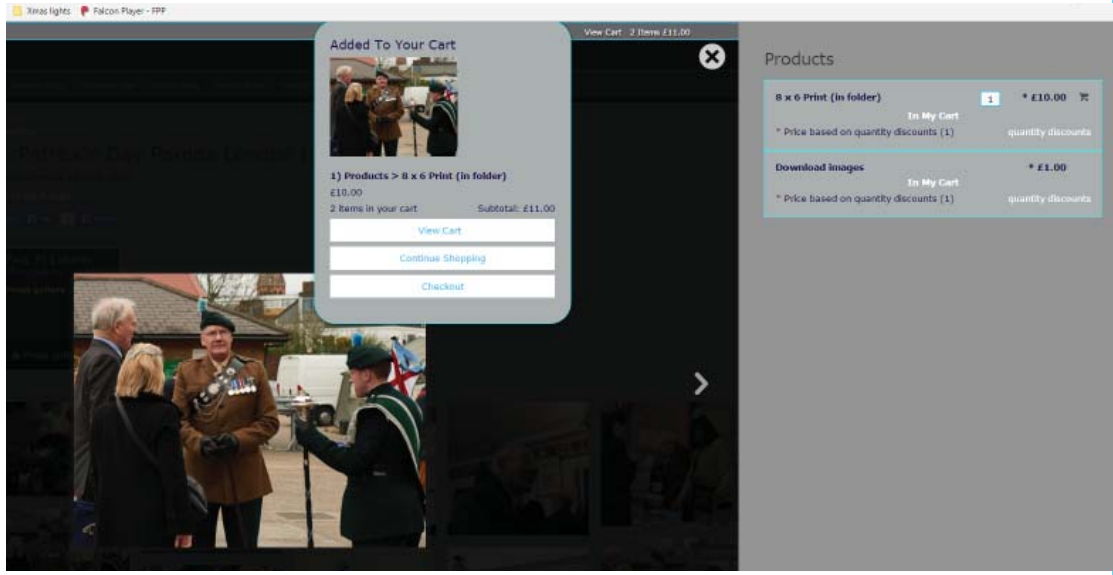 Xmas lights
Falcon Player - FPP
View Cart 2 Items £11.00
Added To Your Cart
1) Products > 8 x 6 Print (in folder)
£10.00
2 items in your cart Subtotal: £11.00
View Cart
Continue Shopping
Checkout
Products
8 x 6 Print (in folder) 1 * £10.00
In My Cart
* Price based on quantity discounts (1) quantity discounts
Download images * £1.00
In My Cart
* Price based on quantity discounts (1) quantity discounts